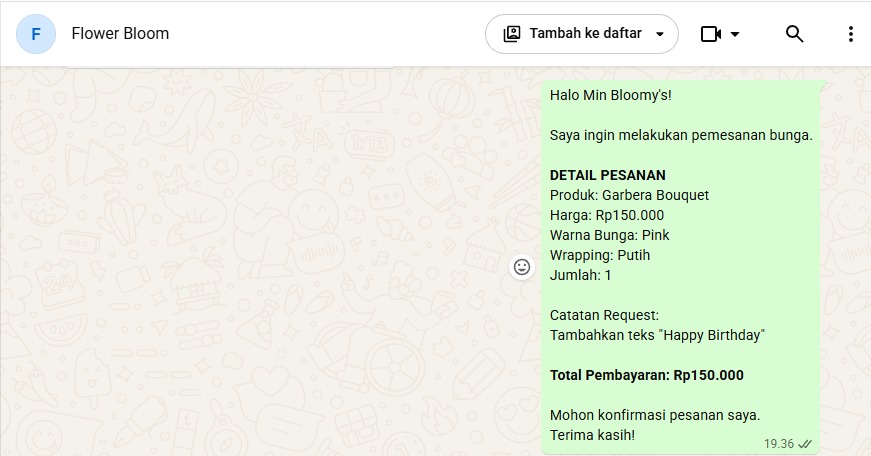 F
Flower Bloom
Tambah ke daftar
Halo Min Bloomy's!
Saya ingin melakukan pemesanan bunga.
DETAIL PESANAN
Produk: Garbera Bouquet
Harga: Rp150.000
Warna Bunga: Pink
Wrapping: Putih
Jumlah: 1
Catatan Request:
Tambahkan teks "Happy Birthday"
Total Pembayaran: Rp150.000
Mohon konfirmasi pesanan saya.
Terima kasih!
19.36